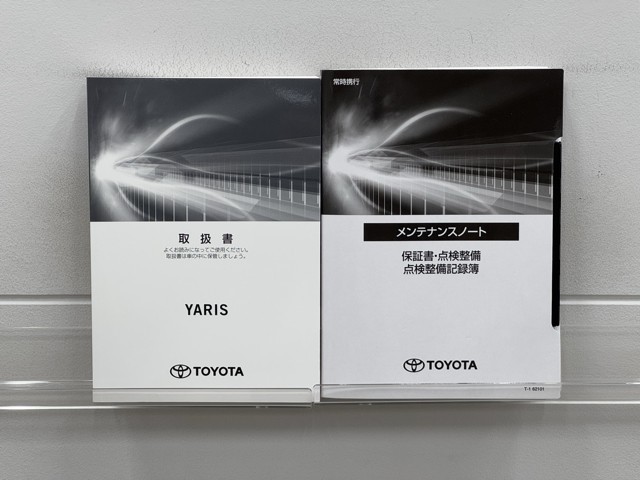 取扱書
よくお読みになってご使用ください。
取扱書は車の中に保管しましょう。
YARIS
TOYOTA
常時携行
メンテナンスノート
保証書・点検整備
点検整備記録簿
TOYOTA
T-1 62101